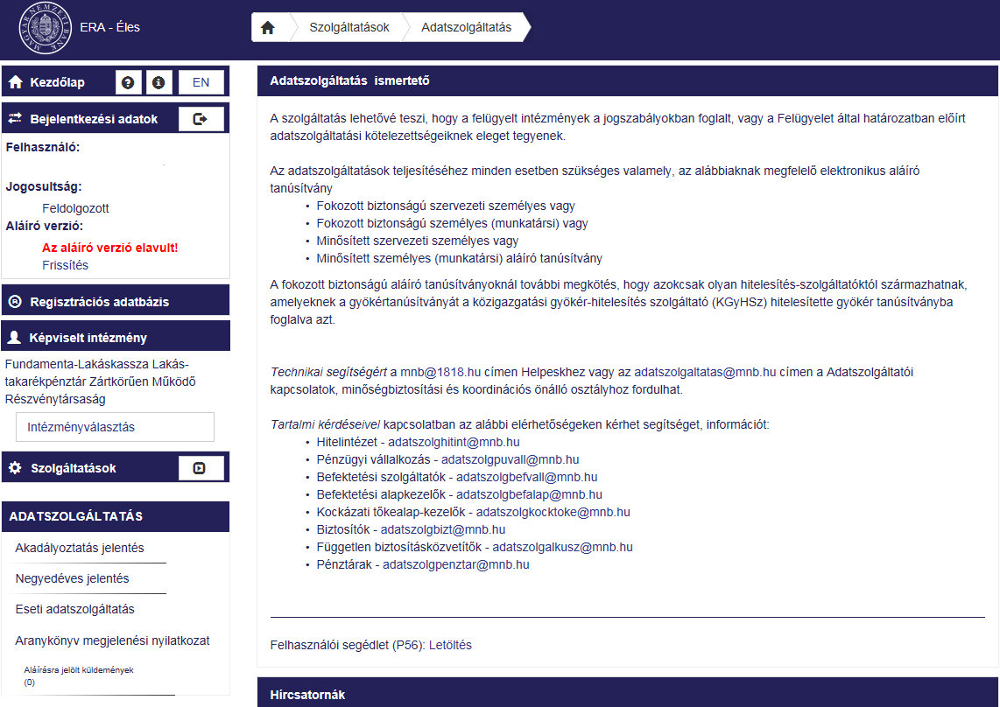 MAGYAR NEMZETI BANK
ERA - Éles
Szolgáltatások
Adatszolgáltatás
Kezdőlap
EN
Bejelentkezési adatok
Felhasználó:
Jogosultság:
Feldolgozott
Aláíró verzió:
Az aláíró verzió elavult!
Frissítés
Regisztrációs adatbázis
Képviselt intézmény
Fundamenta-Lakáskassza Lakás-
takarékpénztár Zártkörűen Működő
Részvénytársaság
Intézményválasztás
Szolgáltatások
ADATSZOLGÁLTATÁS
Akadályoztatás jelentés
Negyedéves jelentés
Eseti adatszolgáltatás
Aranykönyv megjelenési nyilatkozat
Aláírásra jelölt küldemények
(0)
Adatszolgáltatás ismertető
A szolgáltatás lehetővé teszi, hogy a felügyelt intézmények a jogszabályokban foglalt, vagy a Felügyelet által határozatban előírt
adatszolgáltatási kötelezettségeiknek eleget tegyenek.
Az adatszolgáltatások teljesítéséhez minden esetben szükséges valamely, az alábbiaknak megfelelő elektronikus aláíró
tanúsítvány
• Fokozott biztonságú szervezeti személyes vagy
• Fokozott biztonságú személyes (munkatársi) vagy
• Minősített szervezeti személyes vagy
• Minősített személyes (munkatársi) aláíró tanúsítvány
A fokozott biztonságú aláíró tanúsítványoknál további megkötés, hogy azokcsak olyan hitelesítés-szolgáltatóktól származhatnak,
amelyeknek a gyökértanúsítványát a közigazgatási gyökér-hitelesítés szolgáltató (KGyHSz) hitelesítette gyökér tanúsítványba
foglalva azt.
Technikai segítségért a mnb@1818.hu címen Helpeskhez vagy az adatszolgaltatas@mnb.hu címen a Adatszolgáltatói
kapcsolatok, minőségbiztosítási és koordinációs önálló osztályhoz fordulhat.
Tartalmi kérdéseivel kapcsolatban az alábbi elérhetőségeken kérhet segítséget, információt:
• Hitelintézet - adatszolghitint@mnb.hu
• Pénzügyi vállalkozás - adatszolgpuvall@mnb.hu
• Befektetési szolgáltatók - adatszolgbefvall@mnb.hu
• Befektetési alapkezelők - adatszolgbefalap@mnb.hu
• Kockázati tőkealap-kezelők - adatszolgkocktoke@mnb.hu
• Biztosítók - adatszolgbizt@mnb.hu
• Független biztosításközvetítők - adatszolgalkusz@mnb.hu
• Pénztárak - adatszolgpenztar@mnb.hu
Felhasználói segédlet (P56): Letöltés
Hírcsatornák